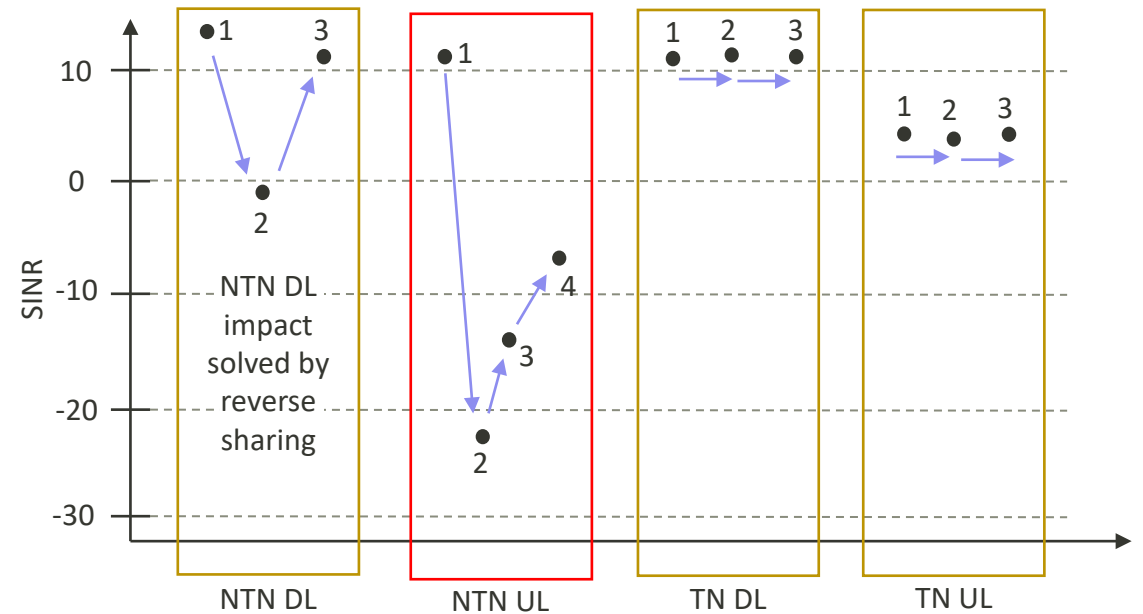 SINR
10
0
-10
-20
-30
1
2
3
NTN DL
impact
solved by
reverse
sharing
1
2
3
4
1
2
3
1
2
3
NTN DL
NTN UL
TN DL
TN UL